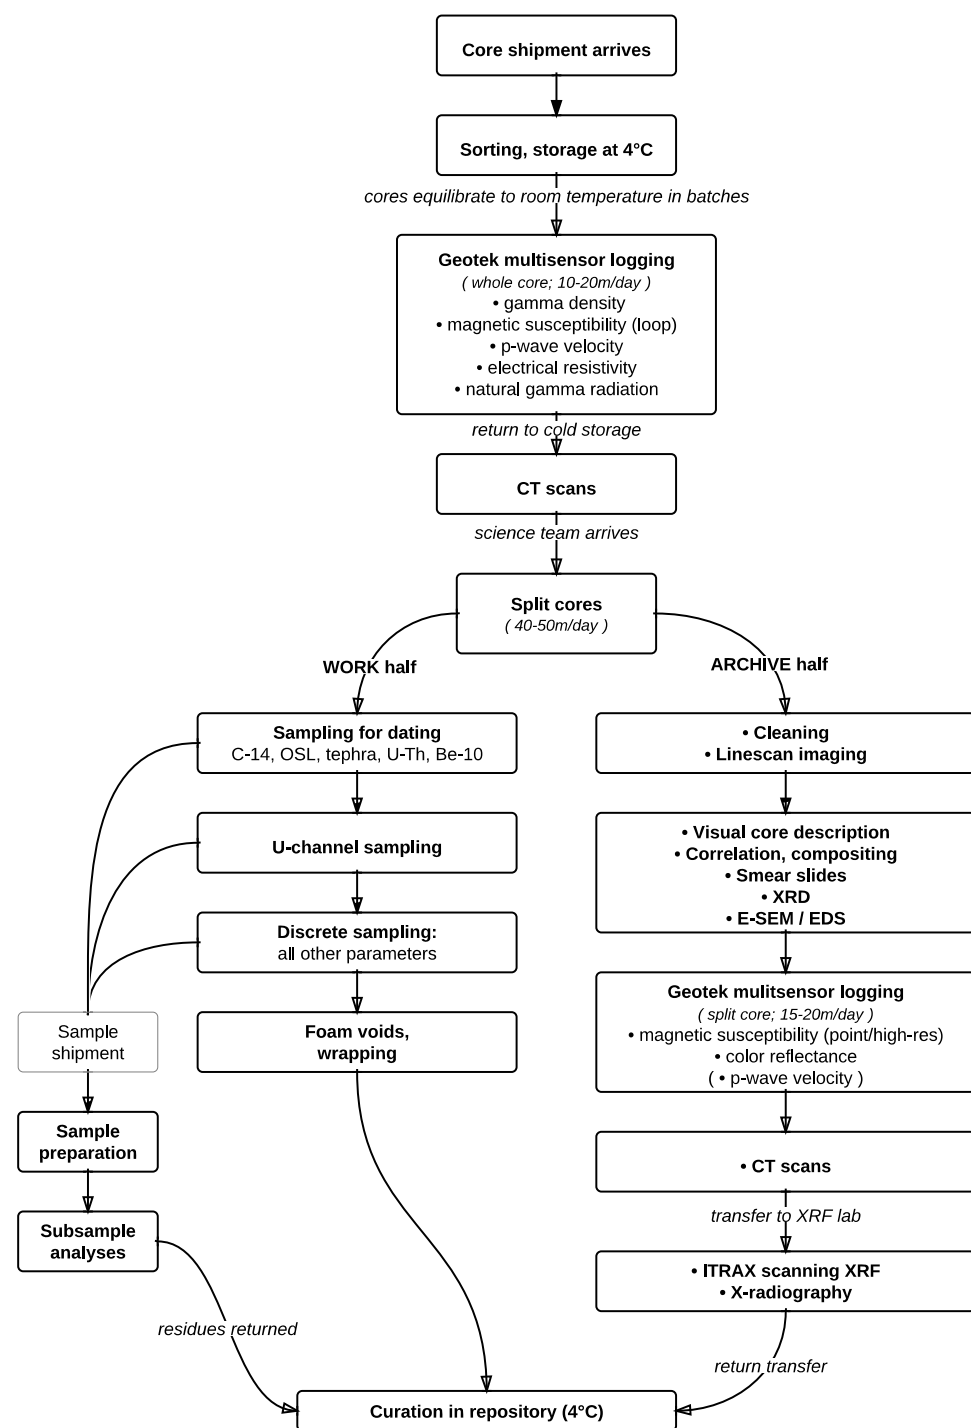 Core shipment arrives
Sorting, storage at 4°C
cores equilibrate to room temperature in batches
Geotek multisensor logging
( whole core; 10-20m/day )
• gamma density
• magnetic susceptibility (loop)
• p-wave velocity
• electrical resistivity
• natural gamma radiation
return to cold storage
CT scans
science team arrives
Split cores
( 40-50m/day )
WORK half
ARCHIVE half
Sampling for dating
C-14, OSL, tephra, U-Th, Be-10
U-channel sampling
Discrete sampling:
all other parameters
Foam voids,
wrapping
Sample
shipment
Sample
preparation
Subsample
analyses
residues returned
• Cleaning
• Linescan imaging
• Visual core description
• Correlation, compositing
• Smear slides
• XRD
• E-SEM / EDS
Geotek mulitsensor logging
( split core; 15-20m/day )
• magnetic susceptibility (point/high-res)
• color reflectance
( • p-wave velocity )
• CT scans
transfer to XRF lab
• ITRAX scanning XRF
• X-radiography
return transfer
Curation in repository (4°C)